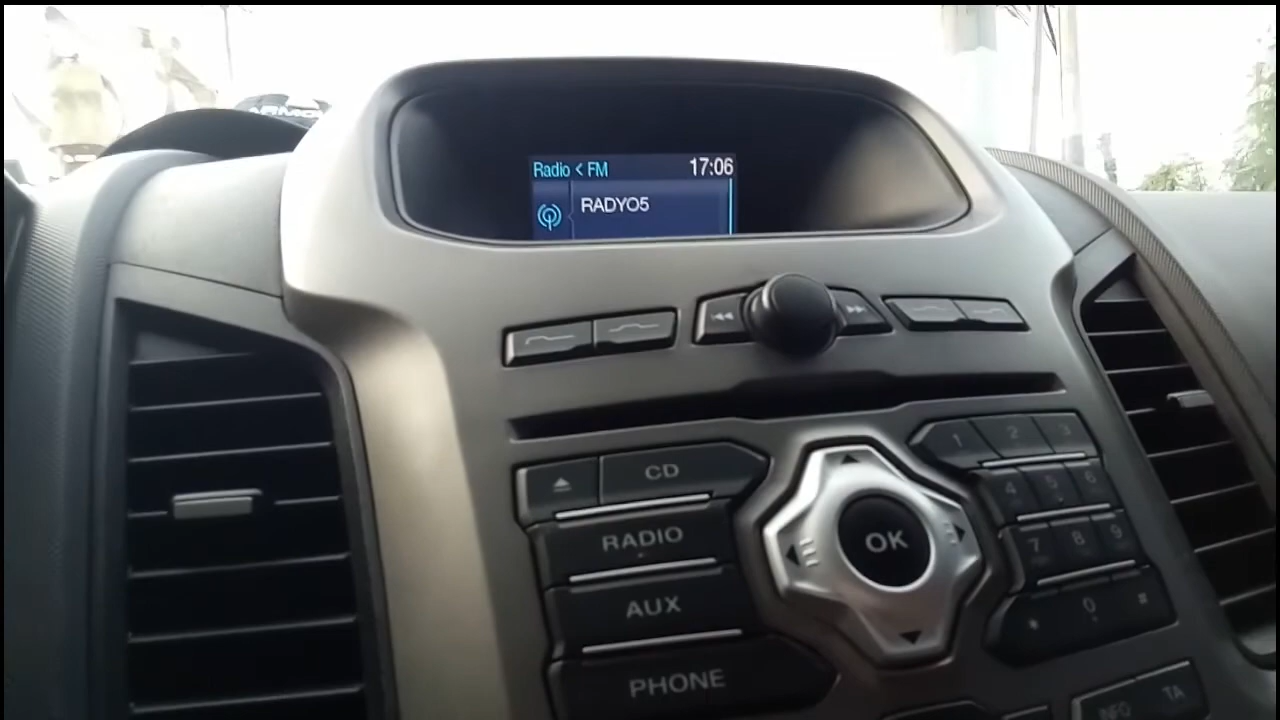 Radio < FM 17:06
RADYO5
CD
RADIO
AUX
PHONE
OK
1 2 3
4 5 6
7 8 9
* 0 #
INFO TA